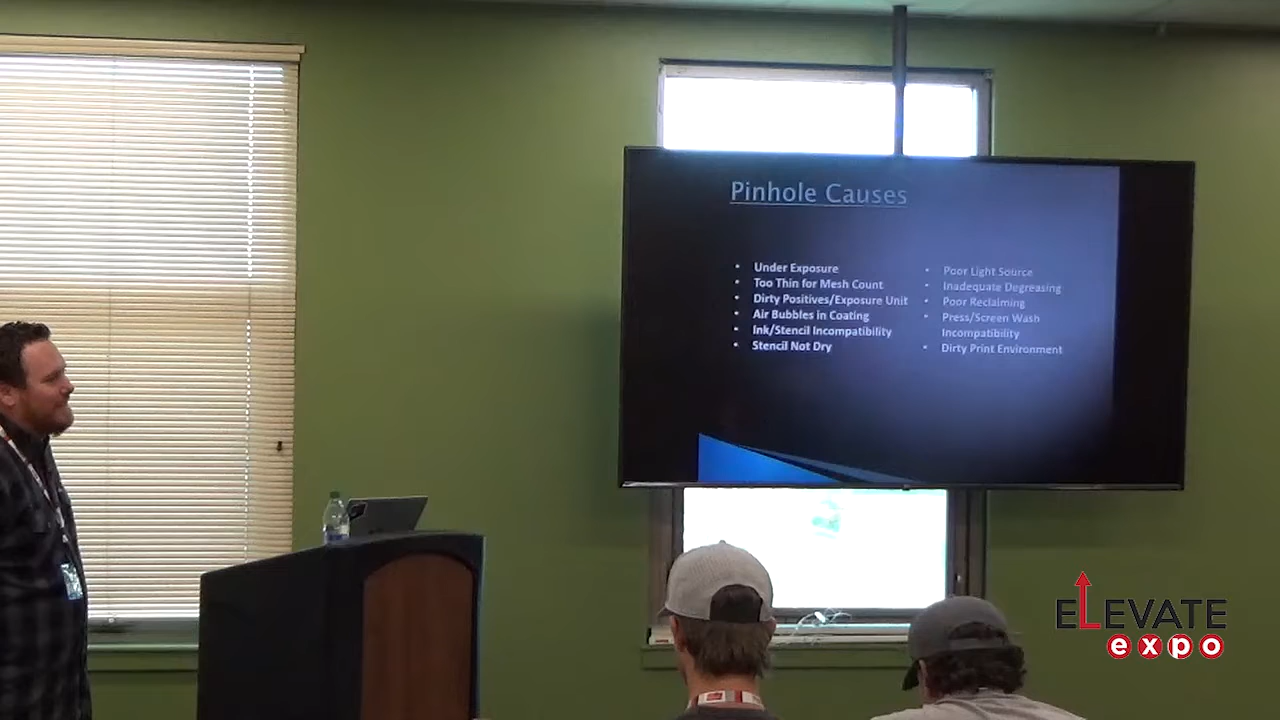 Pinhole Causes
• Under Exposure
• Too Thin for Mesh Count
• Dirty Positives/Exposure Unit
• Air Bubbles in Coating
• Ink/Stencil Incompatibility
• Stencil Not Dry
• Poor Light Source
• Inadequate Degreasing
• Poor Reclaiming
• Press/Screen Wash
Incompatibility
• Dirty Print Environment
ELEVATE
expo